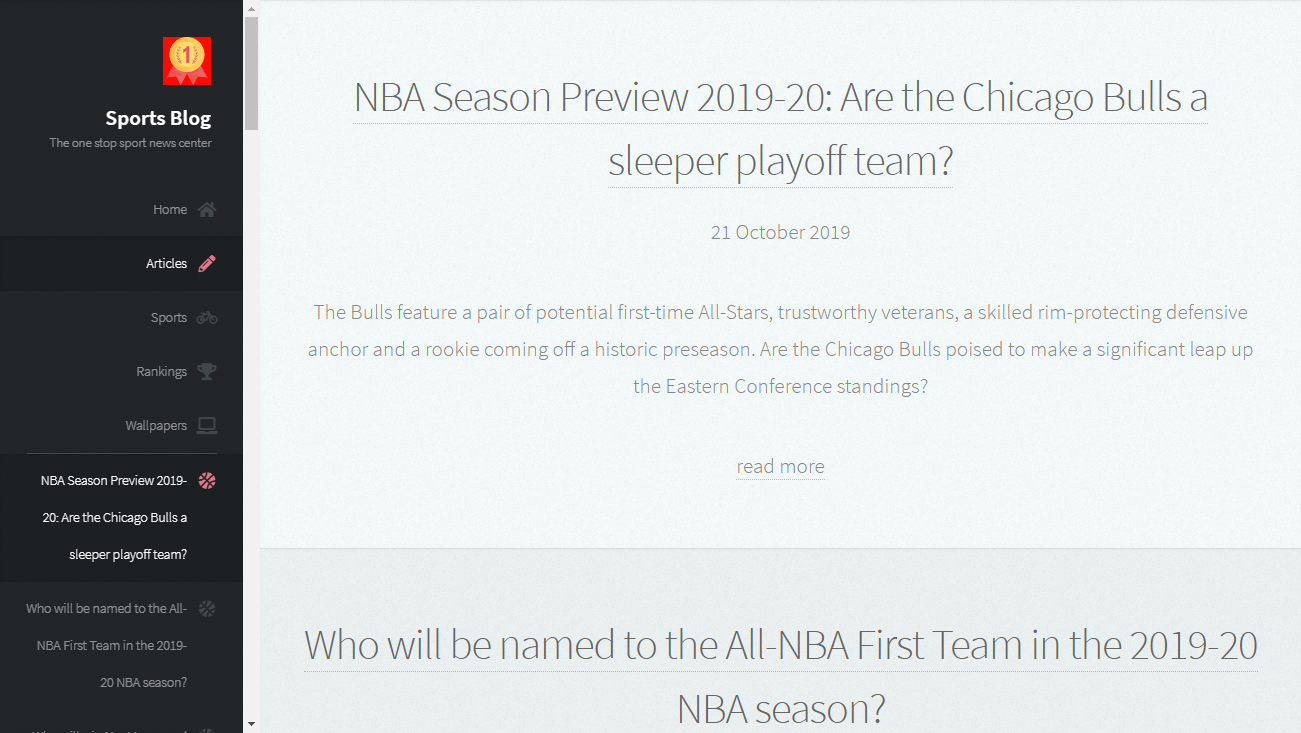 1
Sports Blog
The one stop sport news center
Home
Articles
Sports
Rankings
Wallpapers
NBA Season Preview 2019-
20: Are the Chicago Bulls a
sleeper playoff team?
Who will be named to the All-
NBA First Team in the 2019-
20 NBA season?
NBA Season Preview 2019-20: Are the Chicago Bulls a
sleeper playoff team?
21 October 2019
The Bulls feature a pair of potential first-time All-Stars, trustworthy veterans, a skilled rim-protecting defensive
anchor and a rookie coming off a historic preseason. Are the Chicago Bulls poised to make a significant leap up
the Eastern Conference standings?
read more
Who will be named to the All-NBA First Team in the 2019-20
NBA season?